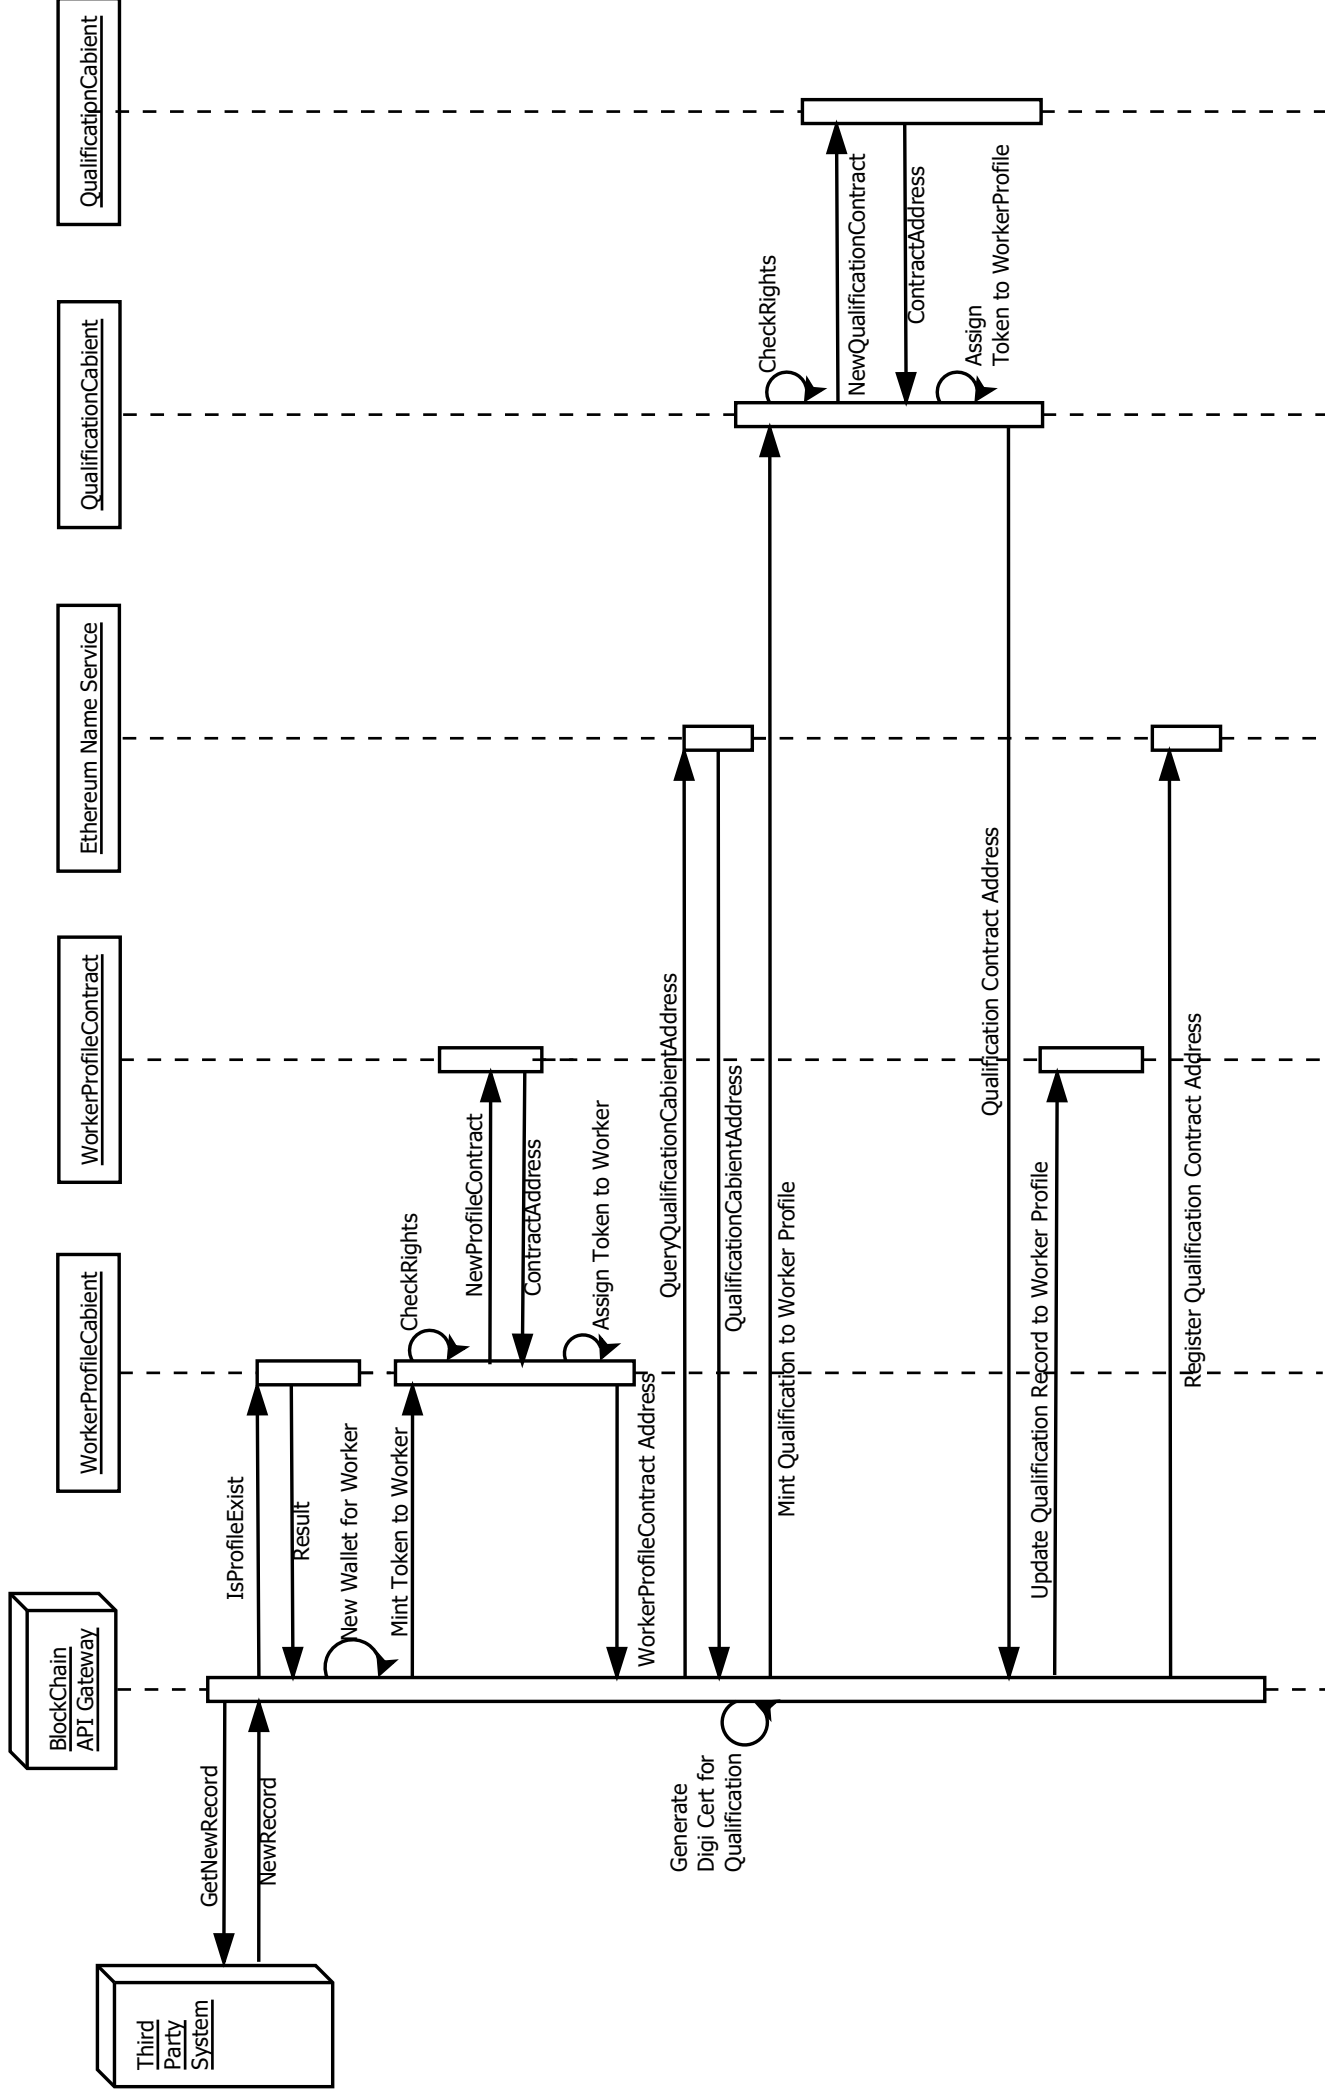 Third
Party
System
BlockChain
API Gateway
WorkerProfileCabient
WorkerProfileContract
Ethereum Name Service
QualificationCabient
QualificationCabient
GetNewRecord
NewRecord
IsProfileExist
Result
New Wallet for Worker
Mint Token to Worker
CheckRights
NewProfileContract
ContractAddress
Assign Token to Worker
WorkerProfileContract Address
QueryQualificationCabientAddress
QualificationCabientAddress
Generate
Digi Cert for
Qualification
Mint Qualification to Worker Profile
CheckRights
NewQualificationContract
ContractAddress
Assign
Token to WorkerProfile
Qualification Contract Address
Update Qualification Record to Worker Profile
Register Qualification Contract Address